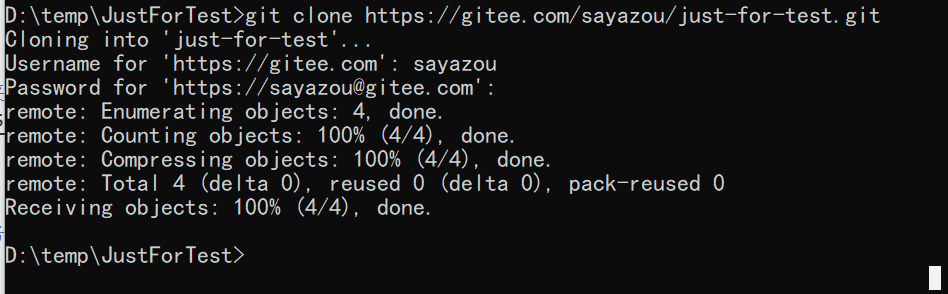 D:\temp\JustForTest>git clone https://gitee.com/sayazou/just-for-test.git
Cloning into 'just-for-test'...
Username for 'https://gitee.com': sayazou
Password for 'https://sayazou@gitee.com':
remote: Enumerating objects: 4, done.
remote: Counting objects: 100% (4/4), done.
remote: Compressing objects: 100% (4/4), done.
remote: Total 4 (delta 0), reused 0 (delta 0), pack-reused 0
Receiving objects: 100% (4/4), done.
D:\temp\JustForTest>